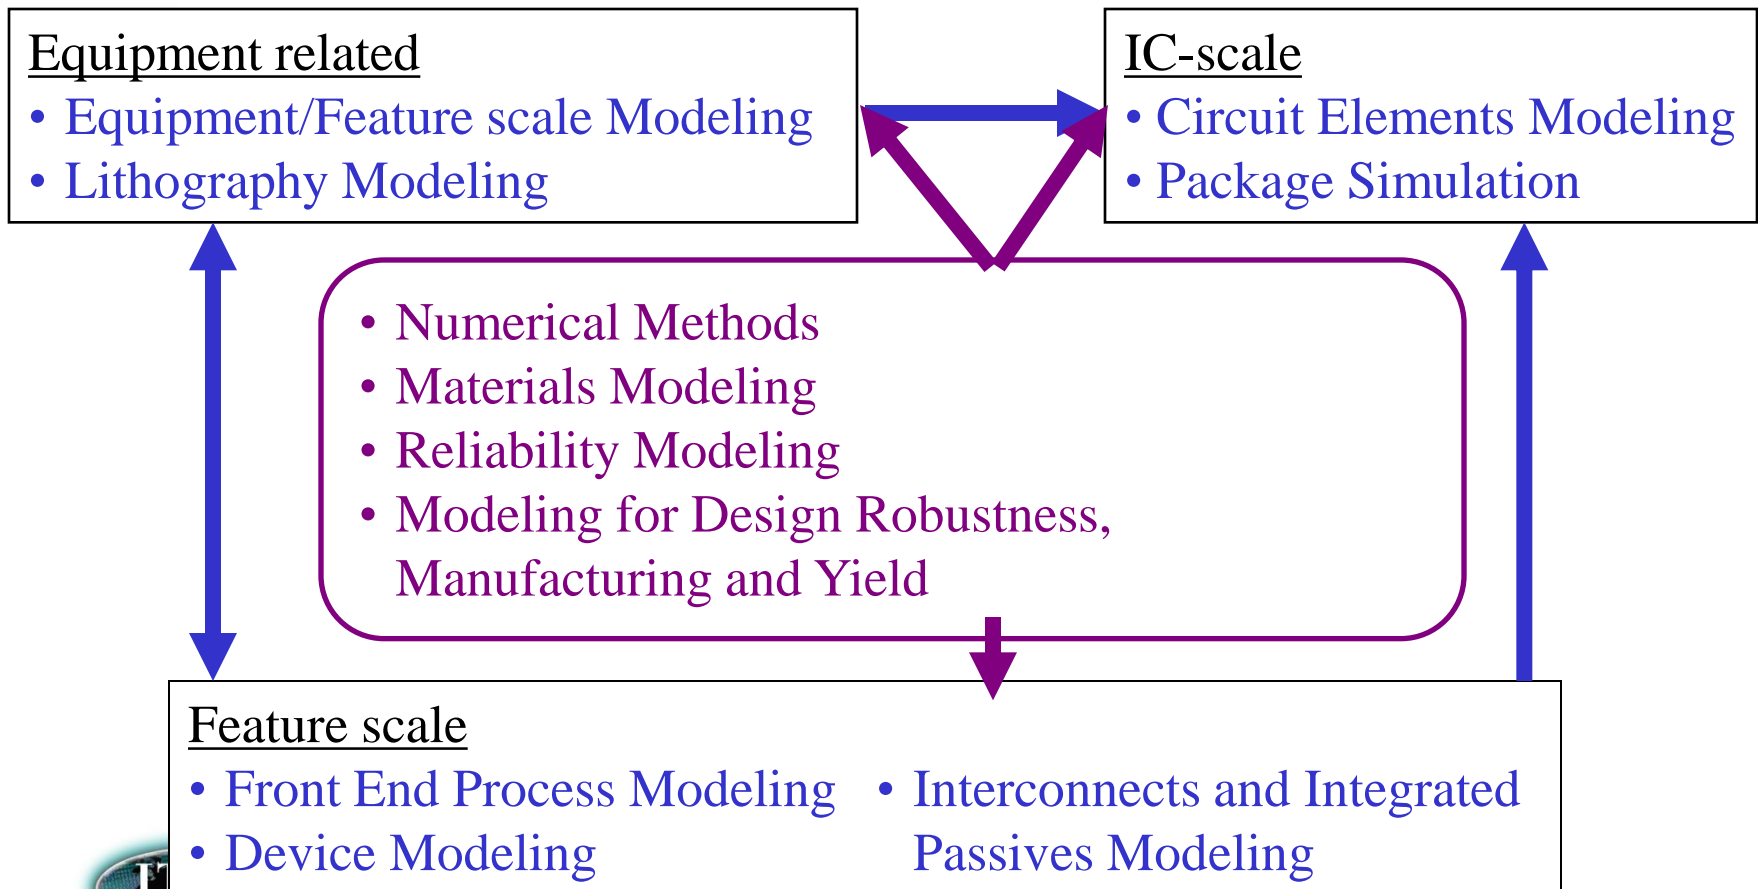 Equipment related
• Equipment/Feature scale Modeling
• Lithography Modeling
IC-scale
• Circuit Elements Modeling
• Package Simulation
• Numerical Methods
• Materials Modeling
• Reliability Modeling
• Modeling for Design Robustness,
Manufacturing and Yield
Feature scale
• Front End Process Modeling
• Device Modeling
• Interconnects and Integrated
Passives Modeling